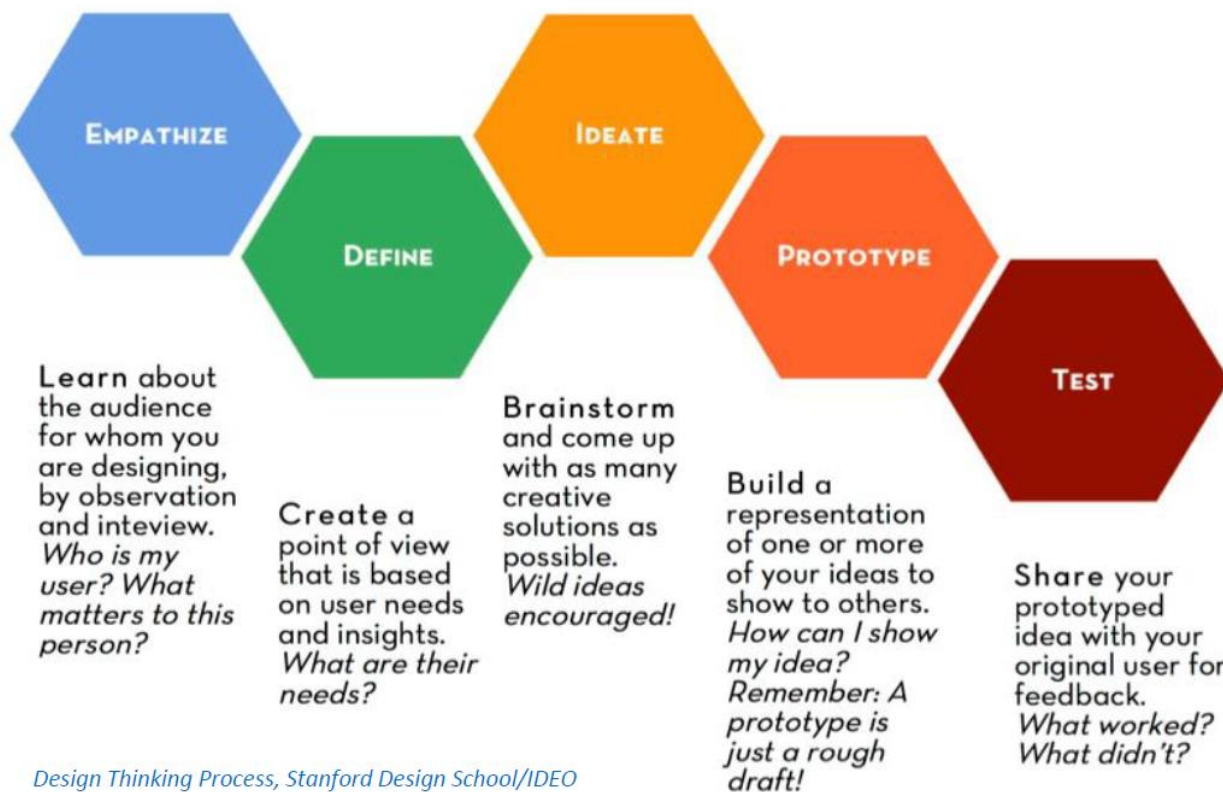 EMPATHIZE
DEFINE
IDEATE
PROTOTYPE
TEST
Learn about
the audience
for whom you
are designing,
by observation
and inteview.
Who is my
user? What
matters to this
person?
Create a
point of view
that is based
on user needs
and insights.
What are their
needs?
Brainstorm
and come up
with as many
creative
solutions as
possible.
Wild ideas
encouraged!
Build a
representation
of one or more
of your ideas to
show to others.
How can I show
my idea?
Remember: A
prototype is
just a rough
draft!
Share your
prototyped
idea with your
original user for
feedback.
What worked?
What didn't?
Design Thinking Process, Stanford Design School/IDEO